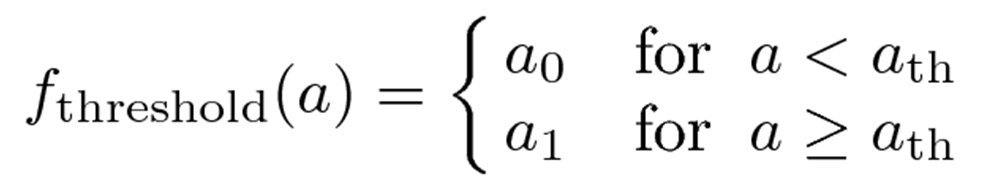 f_threshold(a) = { a_0 for a < a_th
a_1 for a ≥ a_th